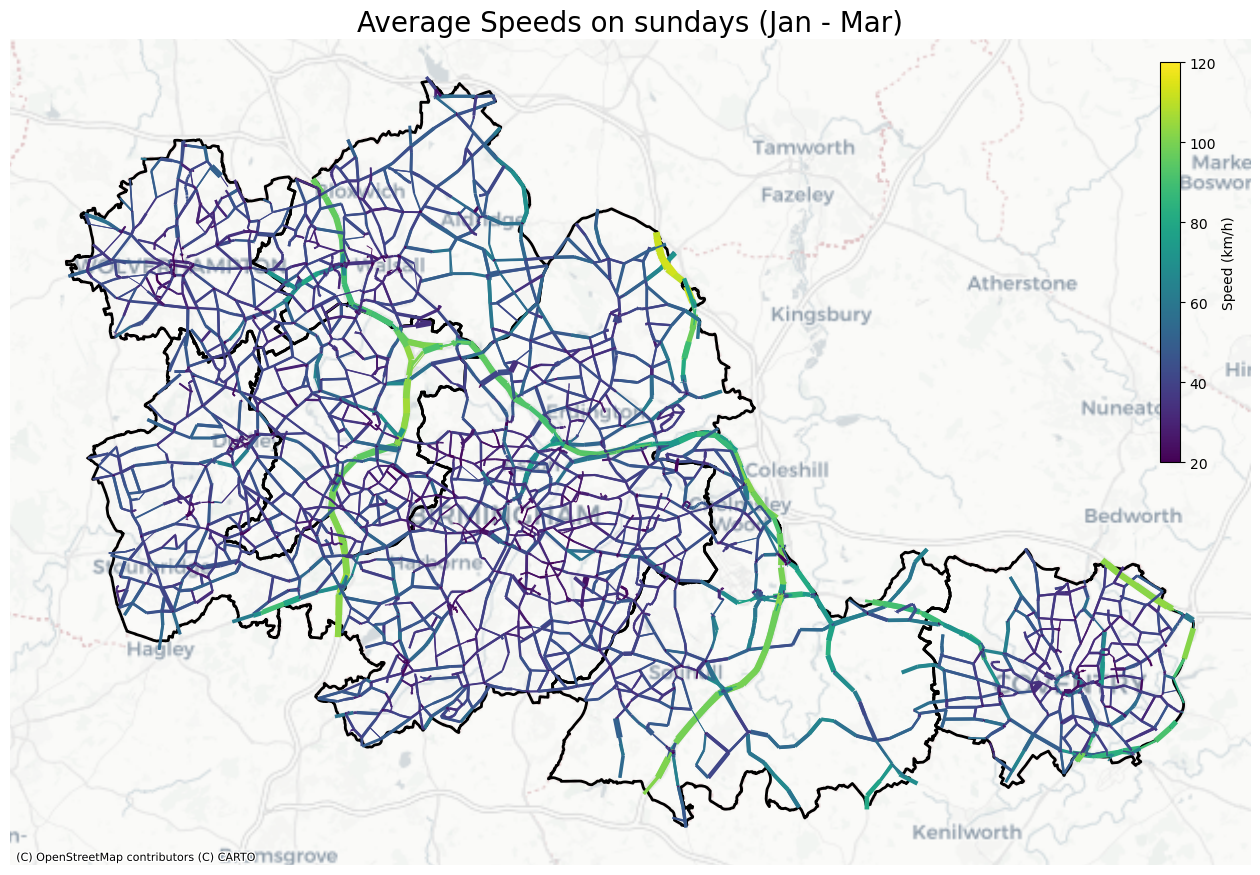 Average Speeds on sundays (Jan - Mar)
120
100
80
60
40
20
Speed (km/h)
Tamworth
Fazeley
Marke
Boswor
Bloxwich
Aldridge
WOLVERHAMPTON
Walsall
Atherstone
Kingsbury
Hin
Erdington
Nuneato
Dudley
Coleshill
BIRMINGHAM
Chelmsley
Wood
Bedworth
Stourbridge
Harborne
Hagley
Solihull
COVENTRY
Kenilworth
n-
Bromsgrove
(C) OpenStreetMap contributors (C) CARTO